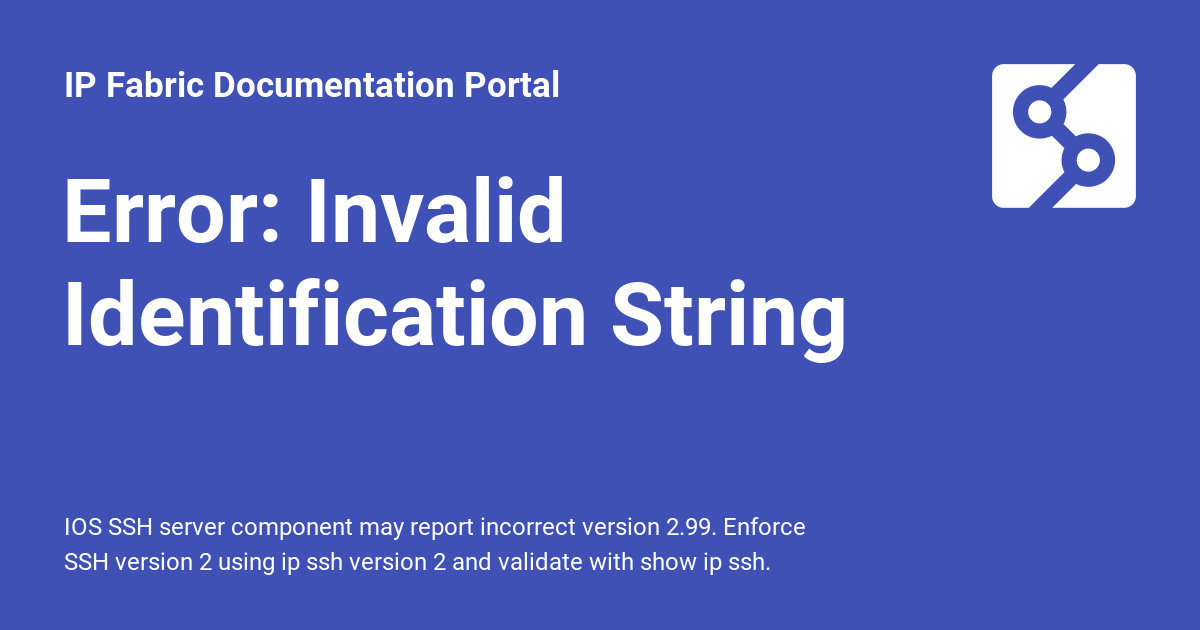 IP Fabric Documentation Portal
Error: Invalid
Identification String
IOS SSH server component may report incorrect version 2.99. Enforce
SSH version 2 using ip ssh version 2 and validate with show ip ssh.